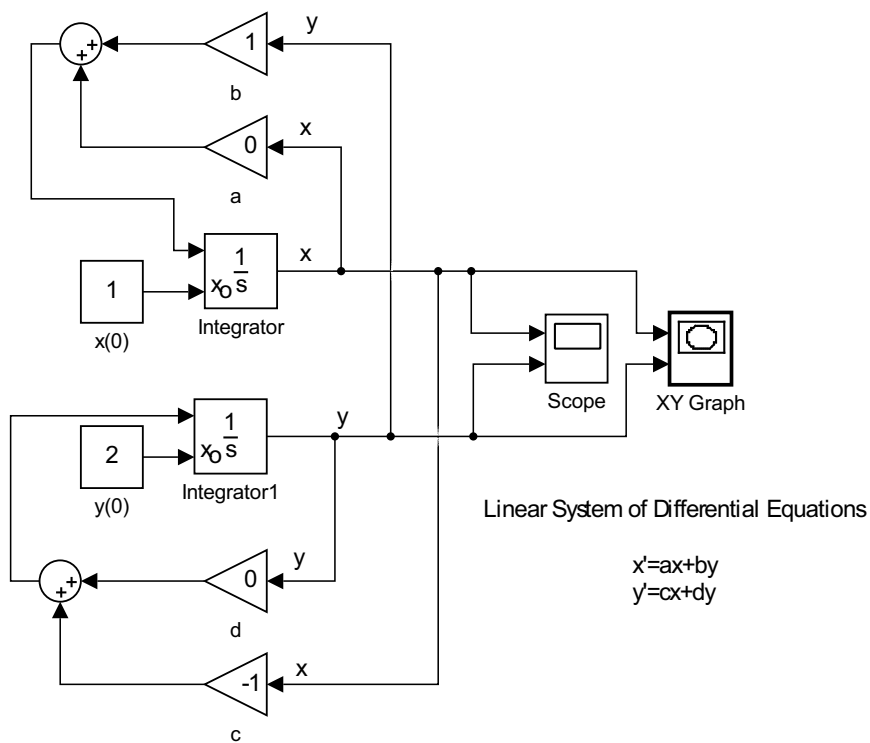 y
+
+
1
b
x
0
a
x
1
s
xo
1
x(0)
Integrator
Scope
XY Graph
y
1
s
xo
2
y(0)
Integrator1
Linear System of Differential Equations
x'=ax+by
y'=cx+dy
y
+
+
0
d
x
-1
c